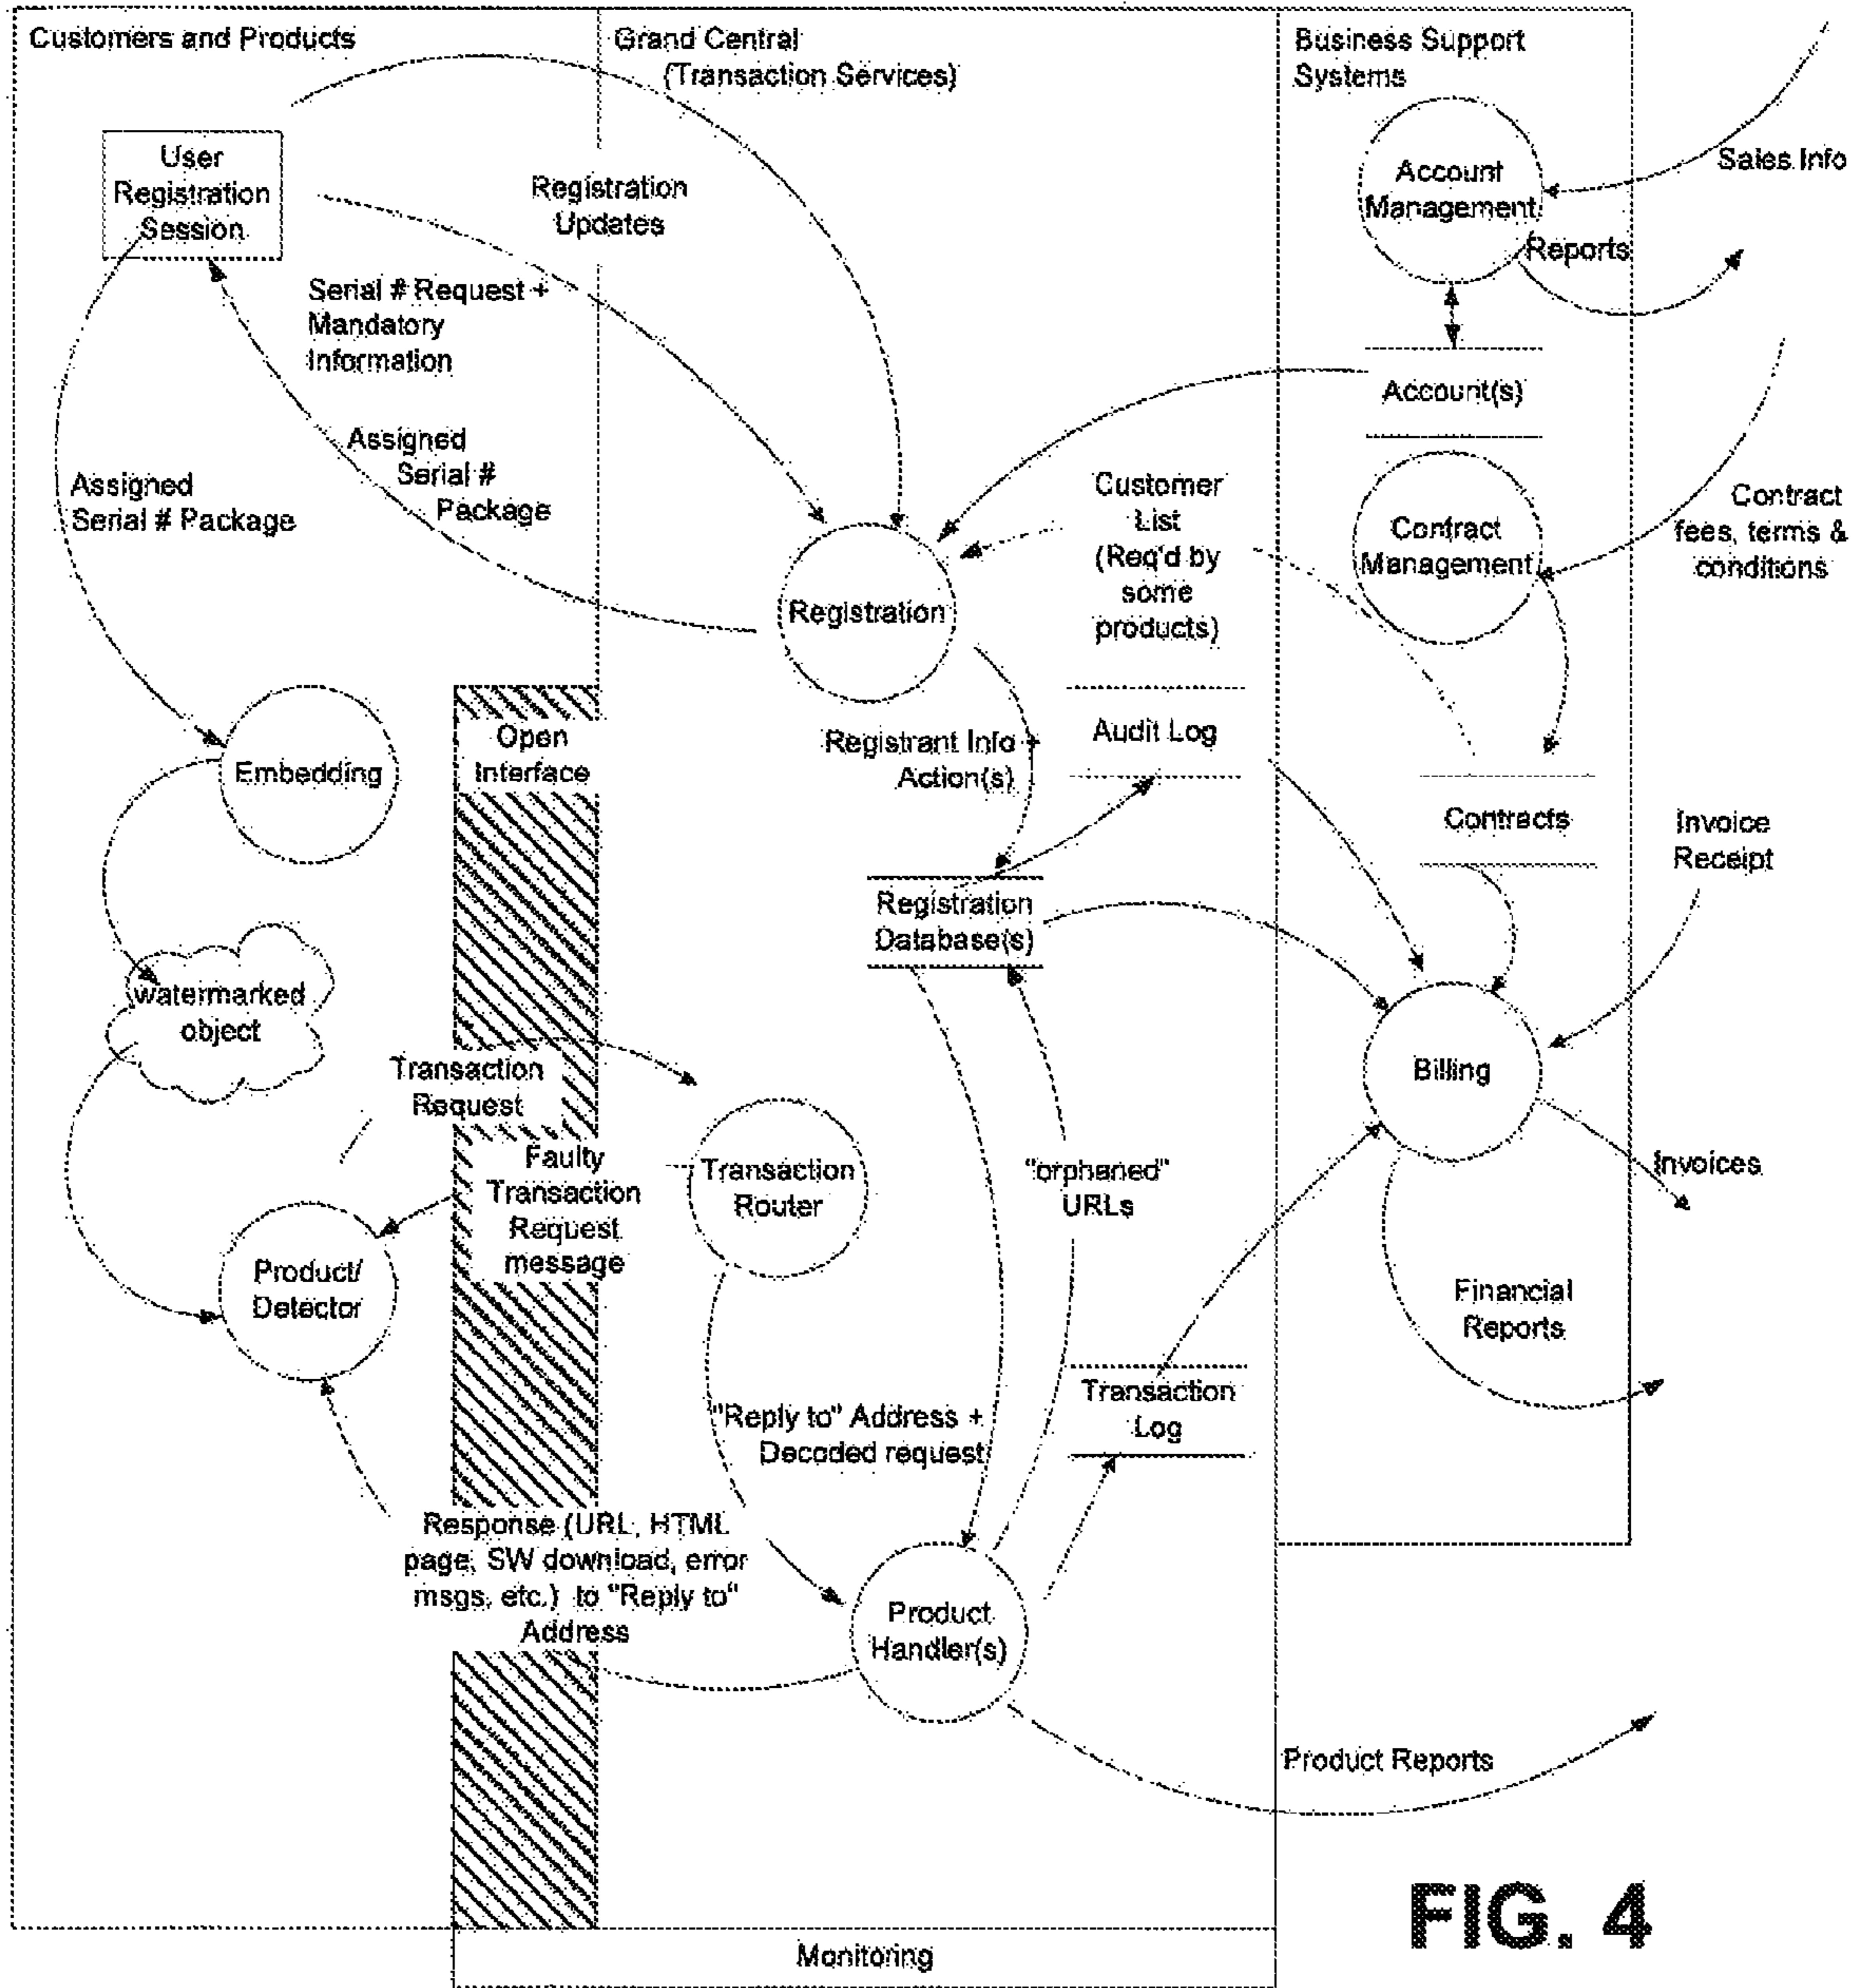 Customers and Products
Grand Central
(Transaction Services)
Business Support
Systems
User
Registration
Session
Registration
Updates
Account
Management
Sales Info
Reports
Serial # Request +
Mandatory
Information
Account(s)
Assigned
Serial #
Package
Assigned
Serial # Package
Customer
List
(Req'd by
some
products)
Contract
Management
Contract
fees, terms &
conditions
Registration
Open
Interface
Embedding
Registrant Info +
Action(s)
Audit Log
Contracts
Invoice
Receipt
Registration
Database(s)
watermarked
object
Transaction
Request
Billing
Faulty
Transaction
Request
message
Transaction
Router
"orphaned"
URLs
Invoices
Product/
Detector
Financial
Reports
"Reply to" Address +
Decoded request
Transaction
Log
Response (URL, HTML
page, SW download, error
msgs, etc.) to "Reply to"
Address
Product
Handler(s)
Product Reports
Monitoring
FIG. 4